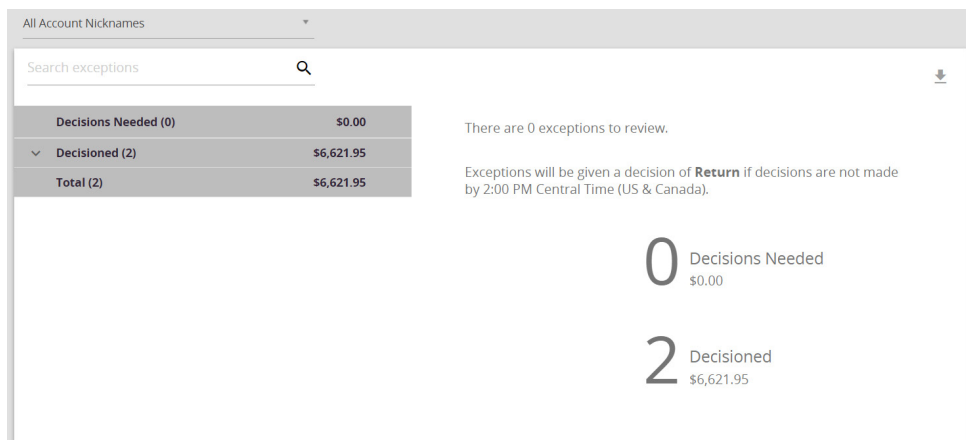 All Account Nicknames
Search exceptions
Decisions Needed (0) $0.00
Decisioned (2) $6,621.95
Total (2) $6,621.95
There are 0 exceptions to review.
Exceptions will be given a decision of Return if decisions are not made
by 2:00 PM Central Time (US & Canada).
0 Decisions Needed
$0.00
2 Decisioned
$6,621.95